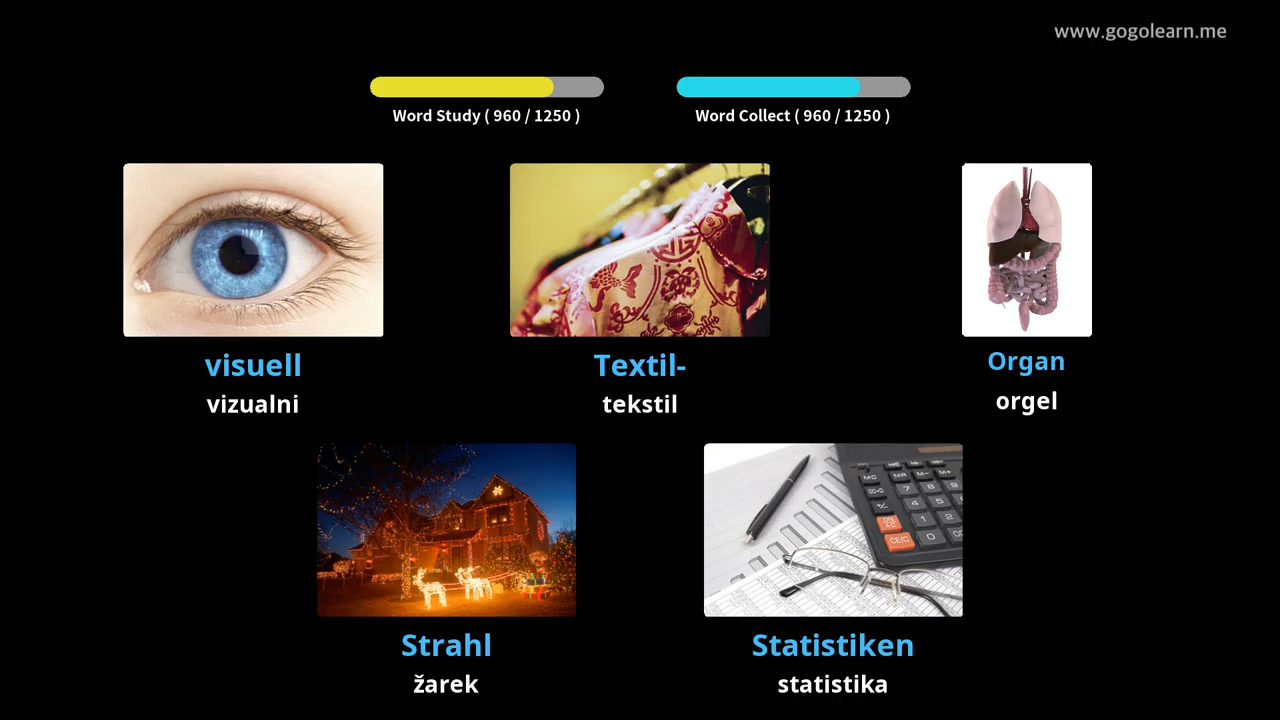 www.gogolearn.me
Word Study ( 960 / 1250 )
Word Collect ( 960 / 1250 )
visuell
vizualni
Textil-
tekstil
Organ
orgel
Strahl
žarek
Statistiken
statistika